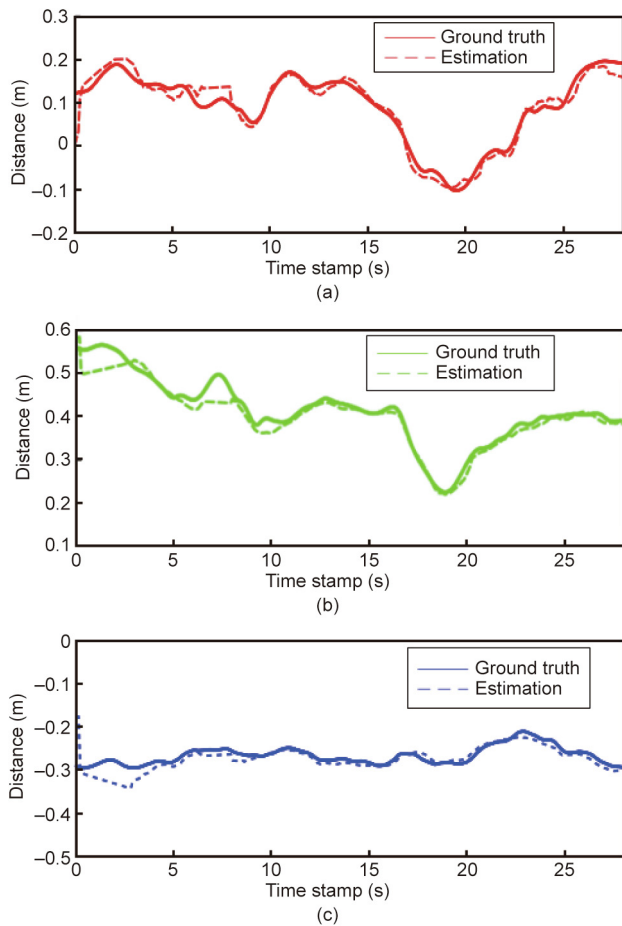 0.3
0.2
0.1
0
–0.1
–0.2
Distance (m)
Ground truth
Estimation
0 5 10 15 20 25
Time stamp (s)
(a)
0.6
0.5
0.4
0.3
0.2
0.1
Distance (m)
Ground truth
Estimation
0 5 10 15 20 25
Time stamp (s)
(b)
0
–0.1
–0.2
–0.3
–0.4
–0.5
Distance (m)
Ground truth
Estimation
0 5 10 15 20 25
Time stamp (s)
(c)